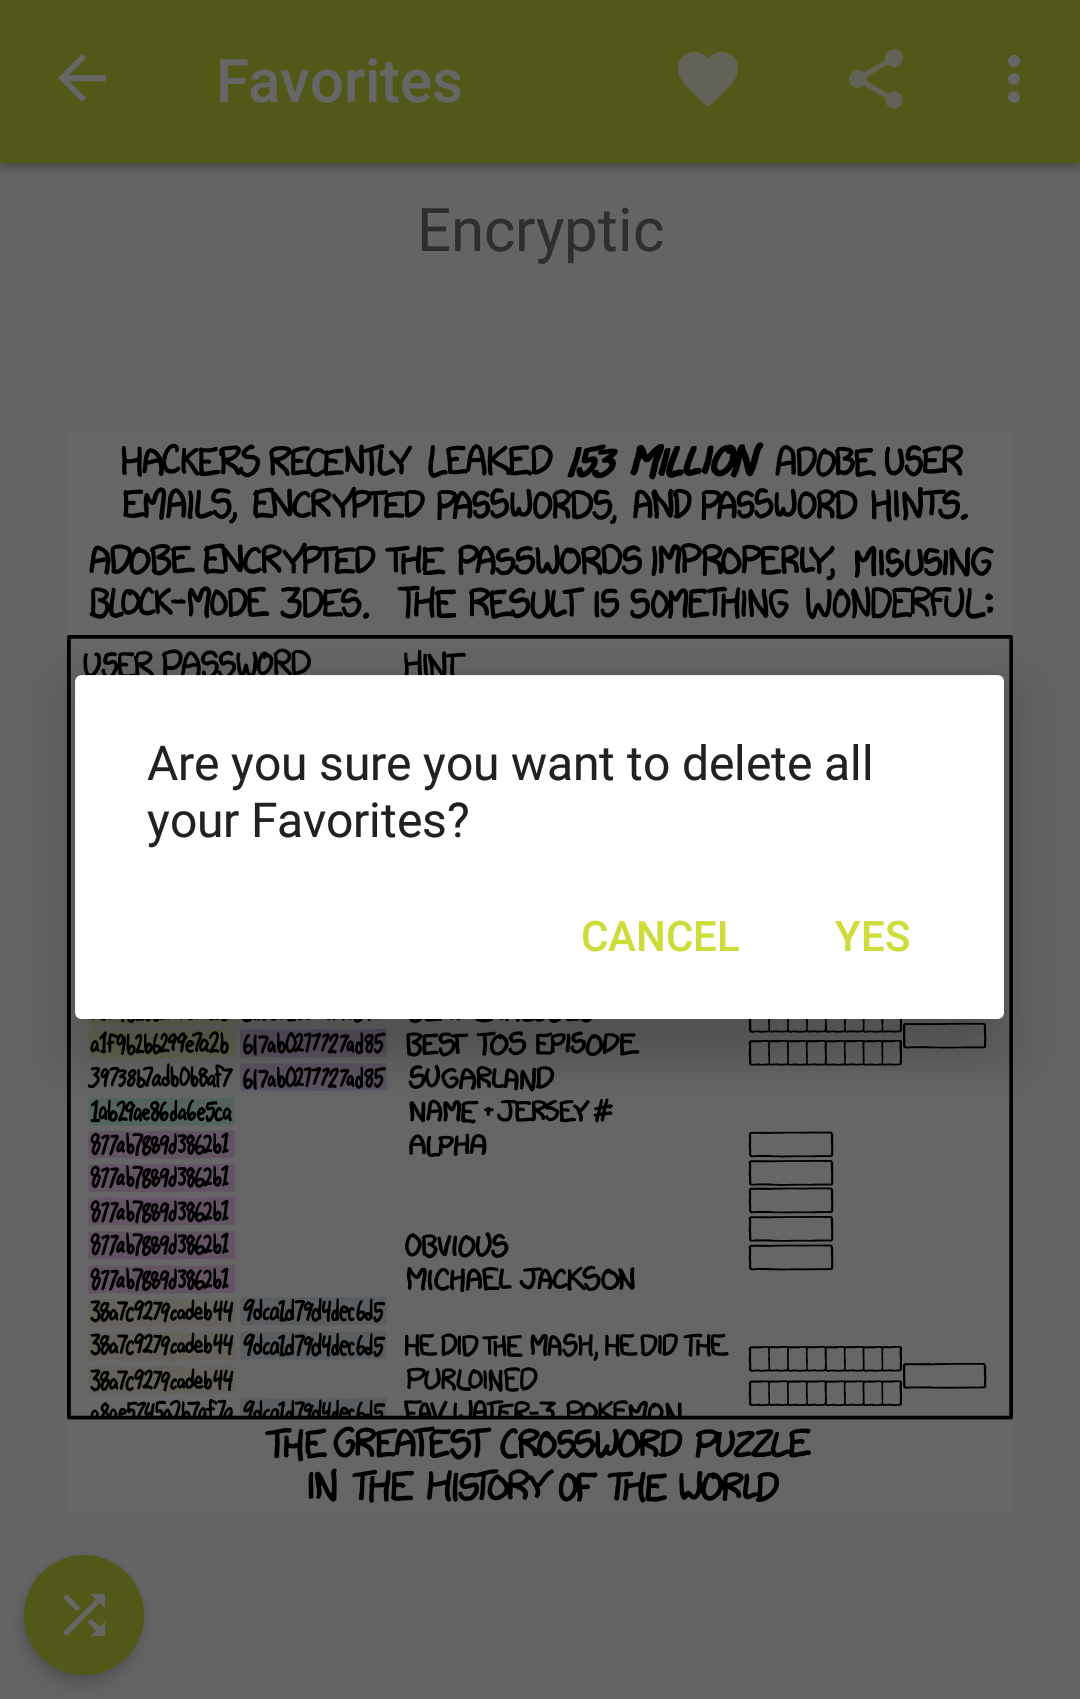 Favorites
Encryptic
HACKERS RECENTLY LEAKED 153 MILLION ADOBE USER
EMAILS, ENCRYPTED PASSWORDS, AND PASSWORD HINTS.
ADOBE ENCRYPTED THE PASSWORDS IMPROPERLY, MISUSING
BLOCK-MODE 3DES. THE RESULT IS SOMETHING WONDERFUL:
USER PASSWORD HINT
Are you sure you want to delete all
your Favorites?
CANCEL YES
a1f9b2b6299e7a2b 617ab0277727ad85 BEST TOS EPISODE
39738b7adb0b8af7 617ab0277727ad85 SUGARLAND
1ab29ae86da6e5ca NAME + JERSEY #
877ab7889d3862b1 ALPHA
877ab7889d3862b1
877ab7889d3862b1
877ab7889d3862b1 OBVIOUS
877ab7889d3862b1 MICHAEL JACKSON
38a7c9279cadeb44 9dca1d79d4dec6d5
38a7c9279cadeb44 9dca1d79d4dec6d5 HE DID THE MASH, HE DID THE
38a7c9279cadeb44 PURLOINED
a8ae5745a2b7af7a 9dca1d79d4dec6d5 FAV WATER-3 POKEMON
THE GREATEST CROSSWORD PUZZLE
IN THE HISTORY OF THE WORLD